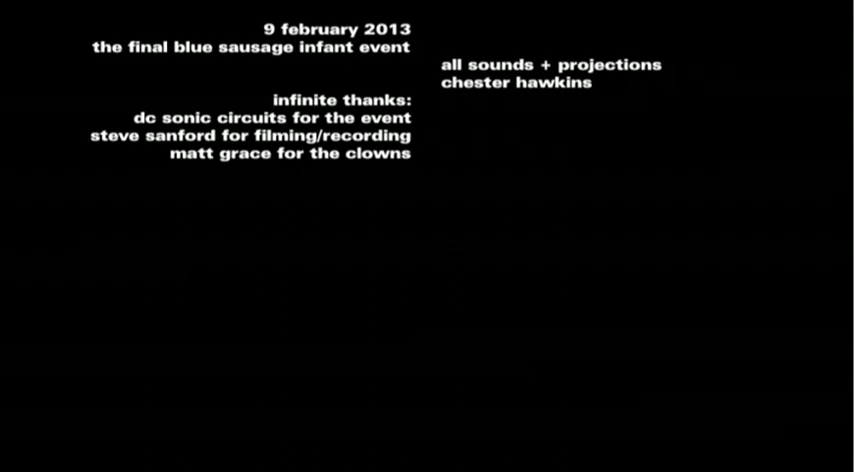 9 february 2013
the final blue sausage infant event
all sounds + projections
chester hawkins
infinite thanks:
dc sonic circuits for the event
steve sanford for filming/recording
matt grace for the clowns